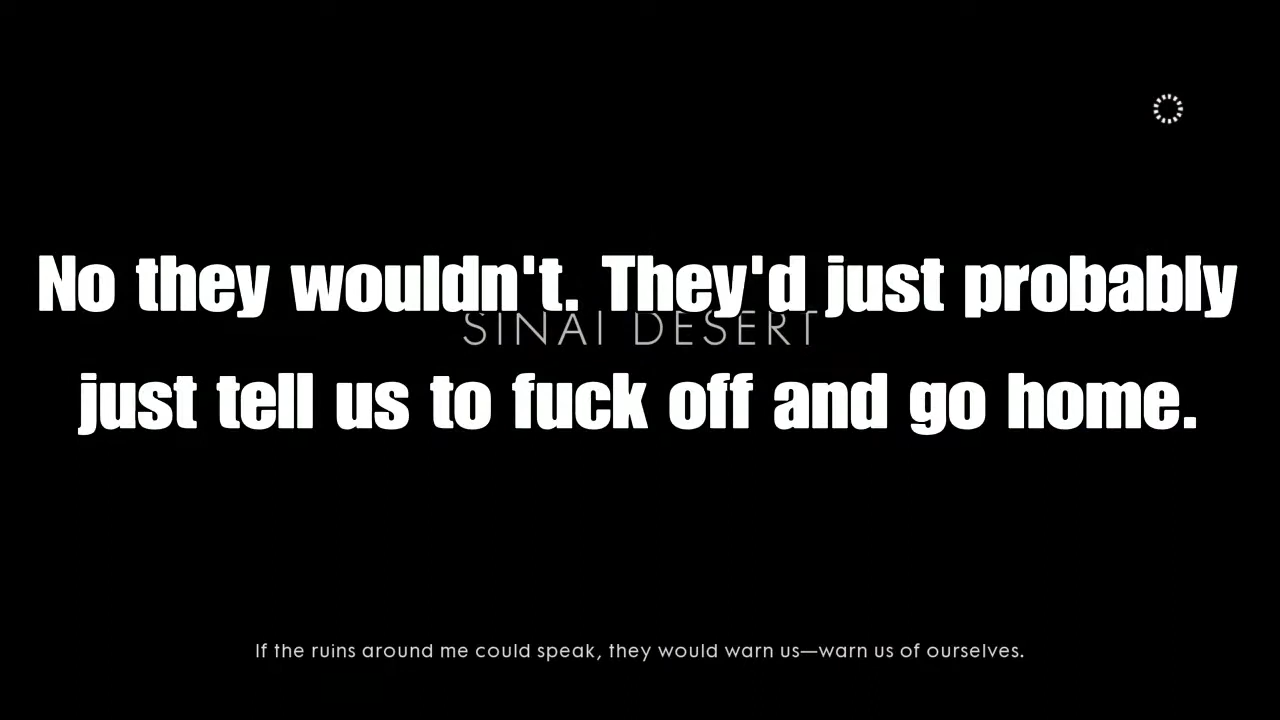 No they wouldn't. They'd just probably
SINAI DESERT
just tell us to fuck off and go home.
If the ruins around me could speak, they would warn us—warn us of ourselves.